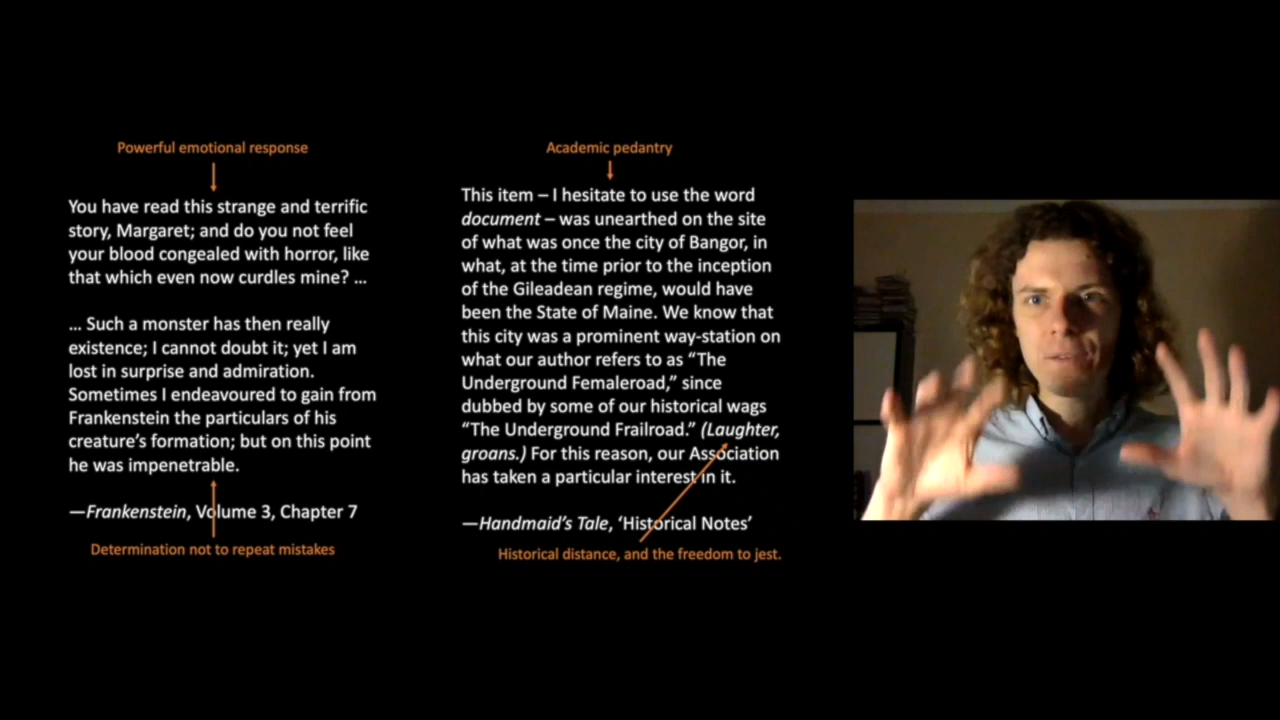 Powerful emotional response
You have read this strange and terrific
story, Margaret; and do you not feel
your blood congealed with horror, like
that which even now curdles mine? ...
... Such a monster has then really
existence; I cannot doubt it; yet I am
lost in surprise and admiration.
Sometimes I endeavoured to gain from
Frankenstein the particulars of his
creature's formation; but on this point
he was impenetrable.
—Frankenstein, Volume 3, Chapter 7
Determination not to repeat mistakes
Academic pedantry
This item – I hesitate to use the word
document – was unearthed on the site
of what was once the city of Bangor, in
what, at the time prior to the inception
of the Gileadean regime, would have
been the State of Maine. We know that
this city was a prominent way-station on
what our author refers to as “The
Underground Femaleroad,” since
dubbed by some of our historical wags
“The Underground Frailroad.” (Laughter,
groans.) For this reason, our Association
has taken a particular interest in it.
—Handmaid's Tale, ‘Historical Notes’
Historical distance, and the freedom to jest.